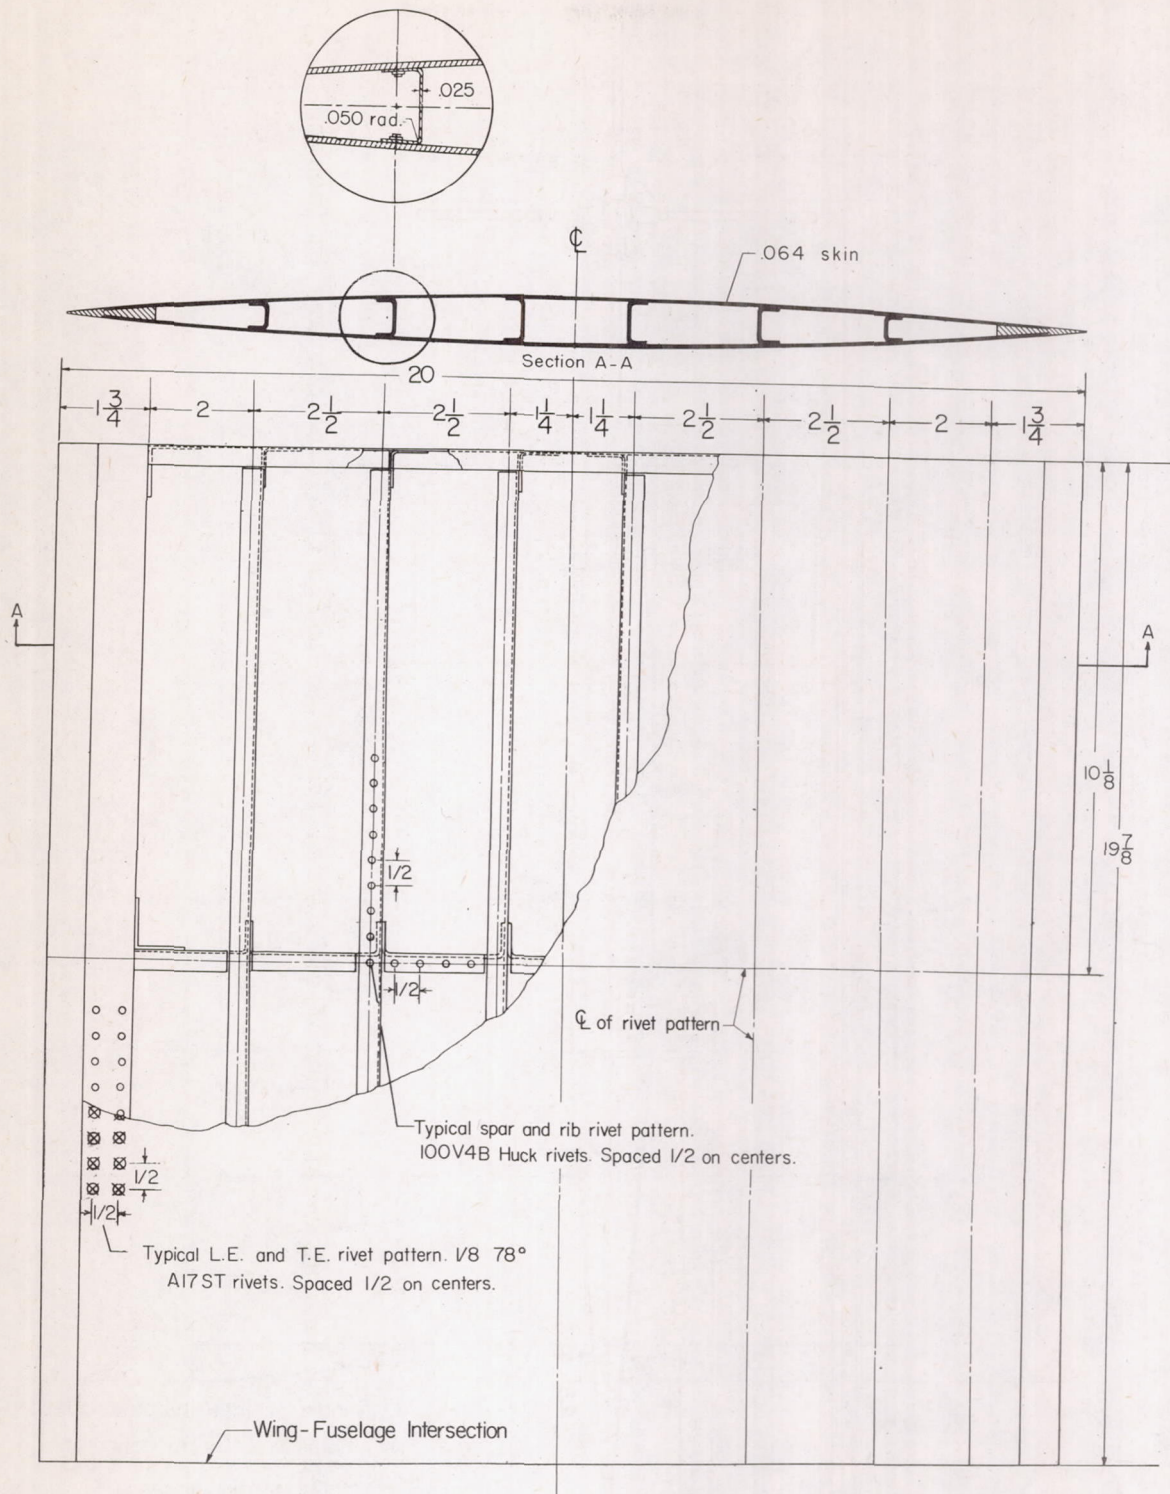 .025
.050 rad.
℄
.064 skin
Section A-A
20
1 3/4
2
2 1/2
2 1/2
1 1/4
1 1/4
2 1/2
2 1/2
2
1 3/4
A
A
10 1/8
19 7/8
1/2
1/2
℄ of rivet pattern
Typical spar and rib rivet pattern.
100V4B Huck rivets. Spaced 1/2 on centers.
1/2
1/2
Typical L.E. and T.E. rivet pattern. 1/8 78°
A17ST rivets. Spaced 1/2 on centers.
Wing-Fuselage Intersection